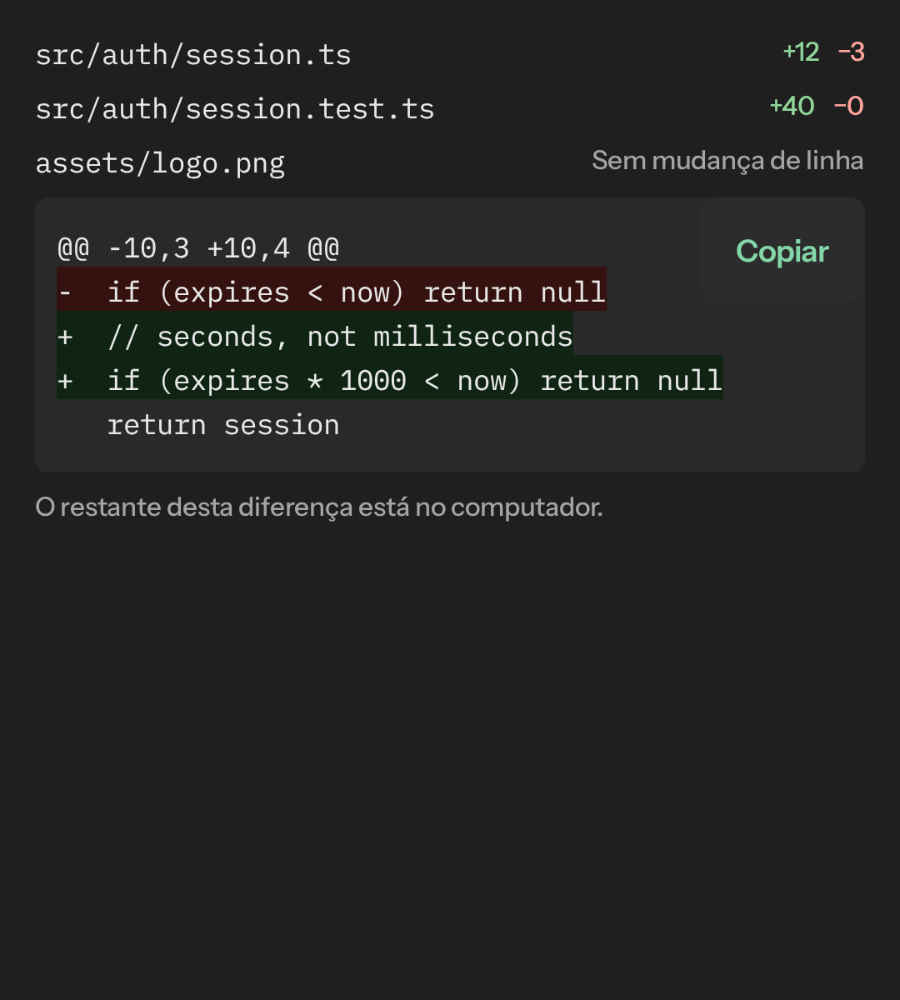 src/auth/session.ts +12 −3
src/auth/session.test.ts +40 −0
assets/logo.png Sem mudança de linha
Copiar
@@ -10,3 +10,4 @@
-  if (expires < now) return null
+  // seconds, not milliseconds
+  if (expires * 1000 < now) return null
   return session
O restante desta diferença está no computador.